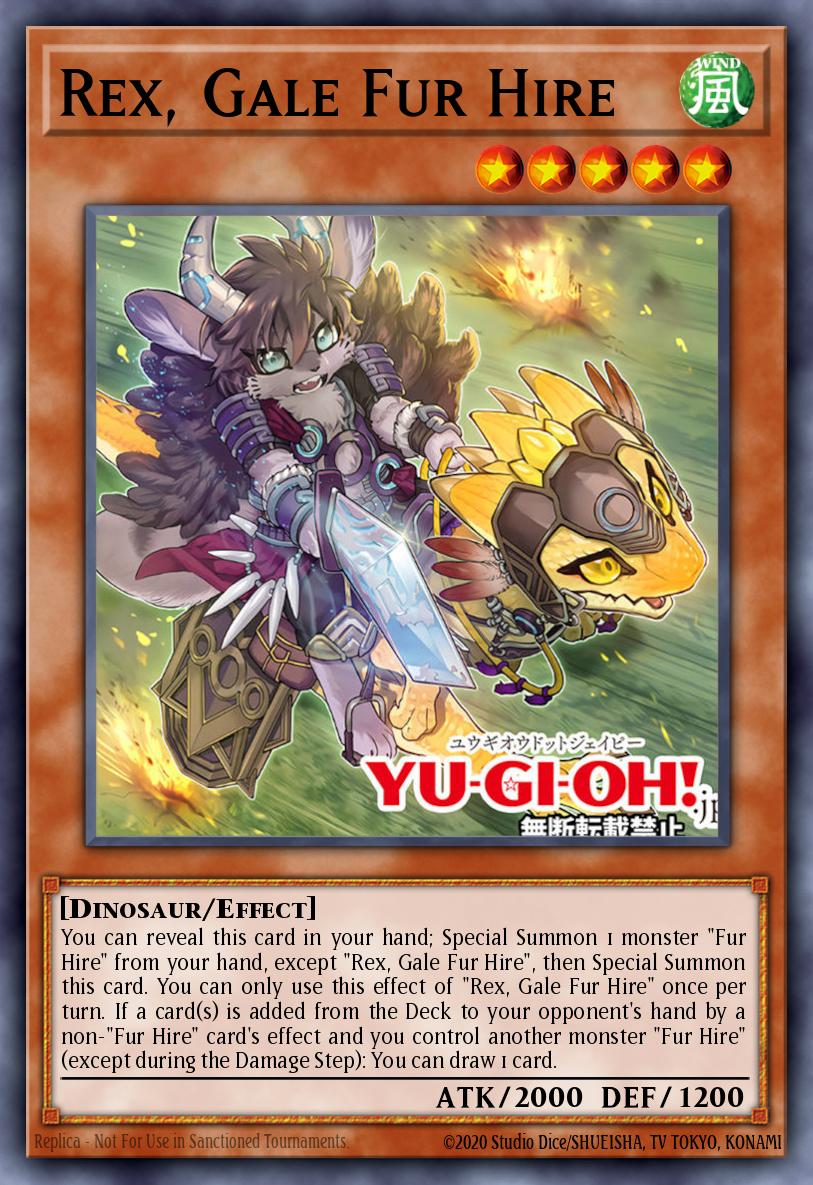 Rex, Gale Fur Hire
WIND
風
[Dinosaur/Effect]
You can reveal this card in your hand; Special Summon 1 monster "Fur
Hire" from your hand, except "Rex, Gale Fur Hire", then Special Summon
this card. You can only use this effect of "Rex, Gale Fur Hire" once per
turn. If a card(s) is added from the Deck to your opponent's hand by a
non-"Fur Hire" card's effect and you control another monster "Fur Hire"
(except during the Damage Step): You can draw 1 card.
ATK/2000 DEF/1200
ユウギオウドットジェイピー
YU-GI-OH!
.JP
無断転載禁止
Replica - Not For Use in Sanctioned Tournaments.
©2020 Studio Dice/SHUEISHA, TV TOKYO, KONAMI